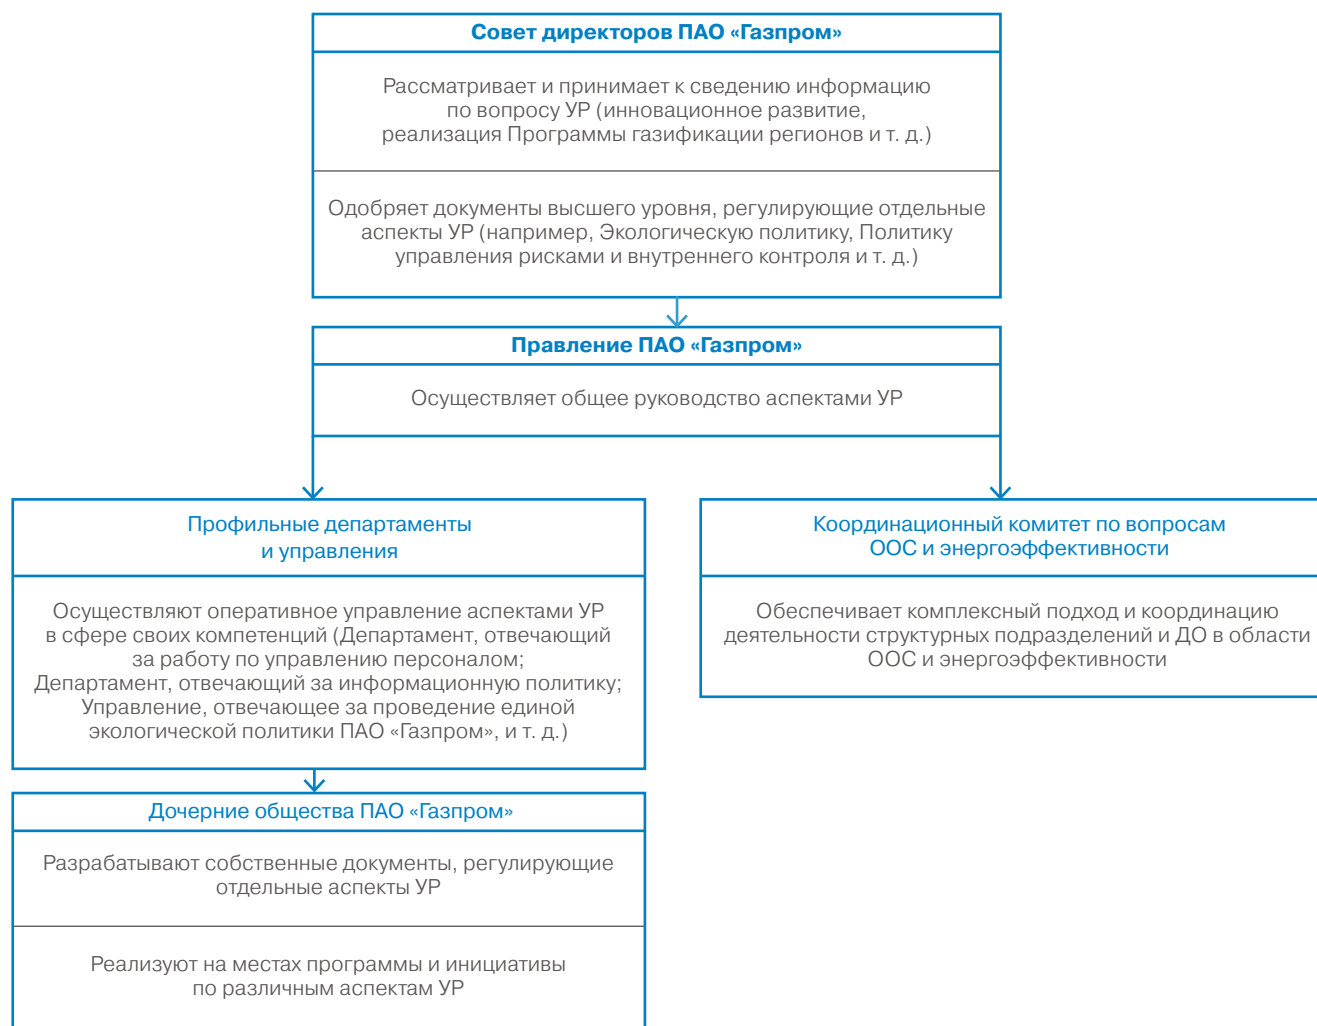 Совет директоров ПАО «Газпром»
Рассматривает и принимает к сведению информацию
по вопросу УР (инновационное развитие,
реализация Программы газификации регионов и т. д.)
Одобряет документы высшего уровня, регулирующие отдельные
аспекты УР (например, Экологическую политику, Политику
управления рисками и внутреннего контроля и т. д.)
Правление ПАО «Газпром»
Осуществляет общее руководство аспектами УР
Профильные департаменты
и управления
Осуществляют оперативное управление аспектами УР
в сфере своих компетенций (Департамент, отвечающий
за работу по управлению персоналом;
Департамент, отвечающий за информационную политику;
Управление, отвечающее за проведение единой
экологической политики ПАО «Газпром», и т. д.)
Координационный комитет по вопросам
ООС и энергоэффективности
Обеспечивает комплексный подход и координацию
деятельности структурных подразделений и ДО в области
ООС и энергоэффективности
Дочерние общества ПАО «Газпром»
Разрабатывают собственные документы, регулирующие
отдельные аспекты УР
Реализуют на местах программы и инициативы
по различным аспектам УР